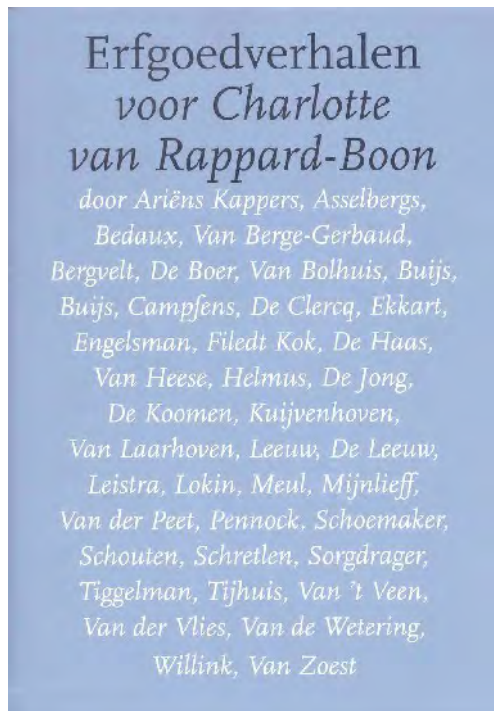 Erfgoedverhalen
voor Charlotte
van Rappard-Boon
door Ariëns Kappers, Asselbergs,
Bedaux, Van Berge-Gerbaud,
Bergvelt, De Boer, Van Bolhuis, Buijs,
Buijs, Campfens, De Clercq, Ekkart,
Engelsman, Filedt Kok, De Haas,
Van Heese, Helmus, De Jong,
De Koomen, Kuijvenhoven,
Van Laarhoven, Leeuw, De Leeuw,
Leistra, Lokin, Meul, Mijnlieff,
Van der Peet, Pennock, Schoemaker,
Schouten, Schretlen, Sorgdrager,
Tiggelman, Tijhuis, Van 't Veen,
Van der Vlies, Van de Wetering,
Willink, Van Zoest